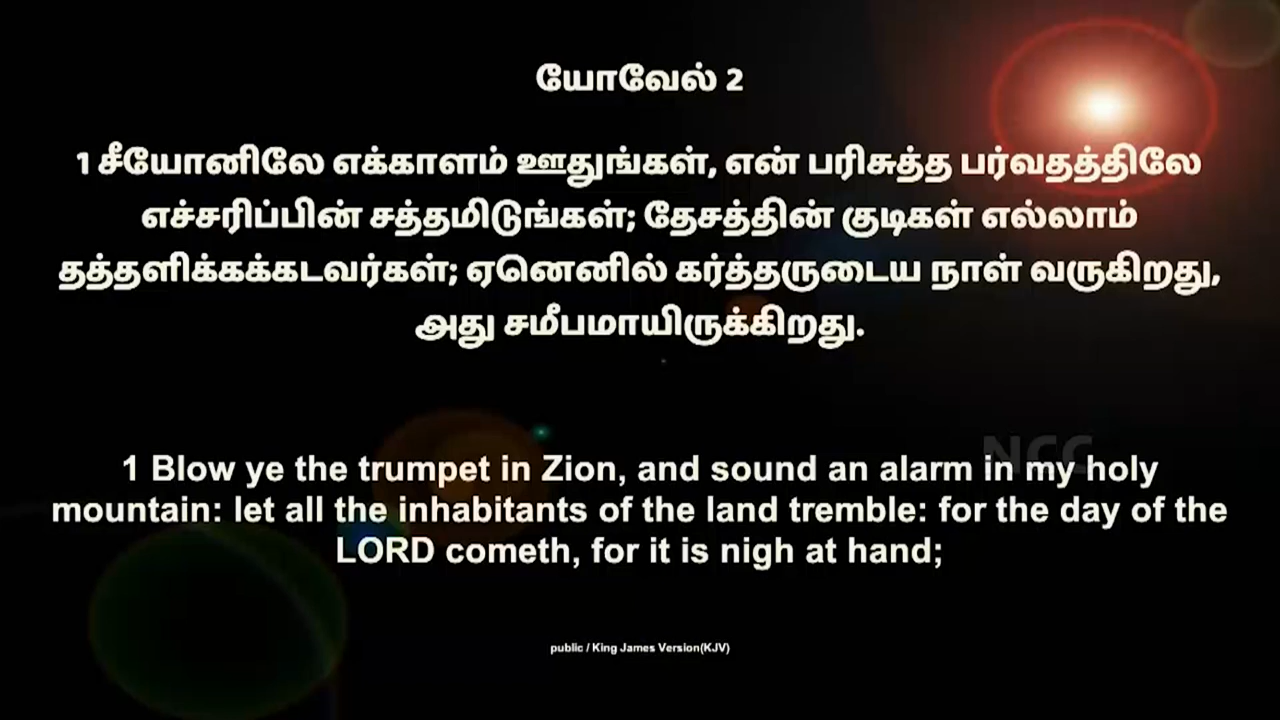 யோவேல் 2
1 சீயோனிலே எக்காளம் ஊதுங்கள், என் பரிசுத்த பர்வதத்திலே
எச்சரிப்பின் சத்தமிடுங்கள்; தேசத்தின் குடிகள் எல்லாம்
தத்தளிக்கக்கடவர்கள்; ஏனெனில் கர்த்தருடைய நாள் வருகிறது,
அது சமீபமாயிருக்கிறது.
NCC
1 Blow ye the trumpet in Zion, and sound an alarm in my holy
mountain: let all the inhabitants of the land tremble: for the day of the
LORD cometh, for it is nigh at hand;
public / King James Version(KJV)